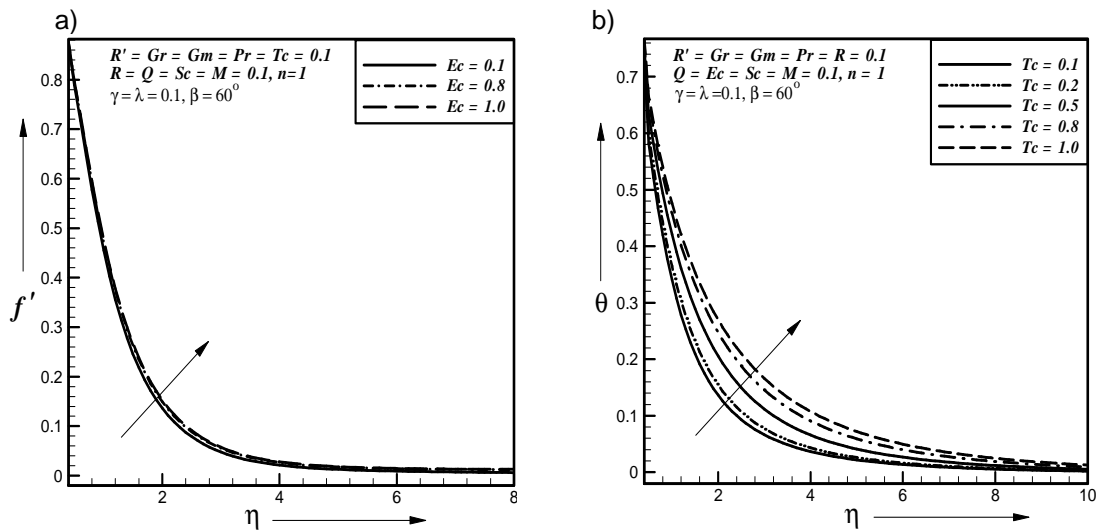 a)
R' = Gr = Gm = Pr = Tc = 0.1
R = Q = Sc = M = 0.1, n=1
γ = λ = 0.1, β = 60°
Ec = 0.1
Ec = 0.8
Ec = 1.0
0.8
0.7
0.6
0.5
0.4
0.3
0.2
0.1
0
f'
2
4
6
8
η
b)
R' = Gr = Gm = Pr = R = 0.1
Q = Ec = Sc = M = 0.1, n = 1
γ = λ =0.1, β = 60°
Tc = 0.1
Tc = 0.2
Tc = 0.5
Tc = 0.8
Tc = 1.0
0.7
0.6
0.5
0.4
0.3
0.2
0.1
0
θ
2
4
6
8
10
η